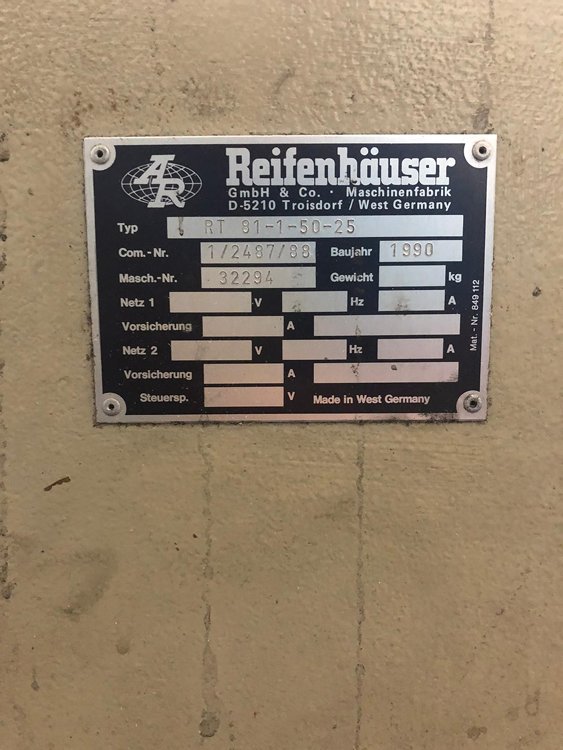 AR
Reifenhäuser
GmbH & Co. · Maschinenfabrik
D-5210 Troisdorf / West Germany
Typ RT 81-1-50-25
Com.-Nr. 1/2487/88 Baujahr 1990
Masch.-Nr. 32294 Gewicht kg
Netz 1 V Hz A
Vorsicherung A
Netz 2 V Hz A
Vorsicherung A
Steuersp. V Made in West Germany
Mat.-Nr. 849 112